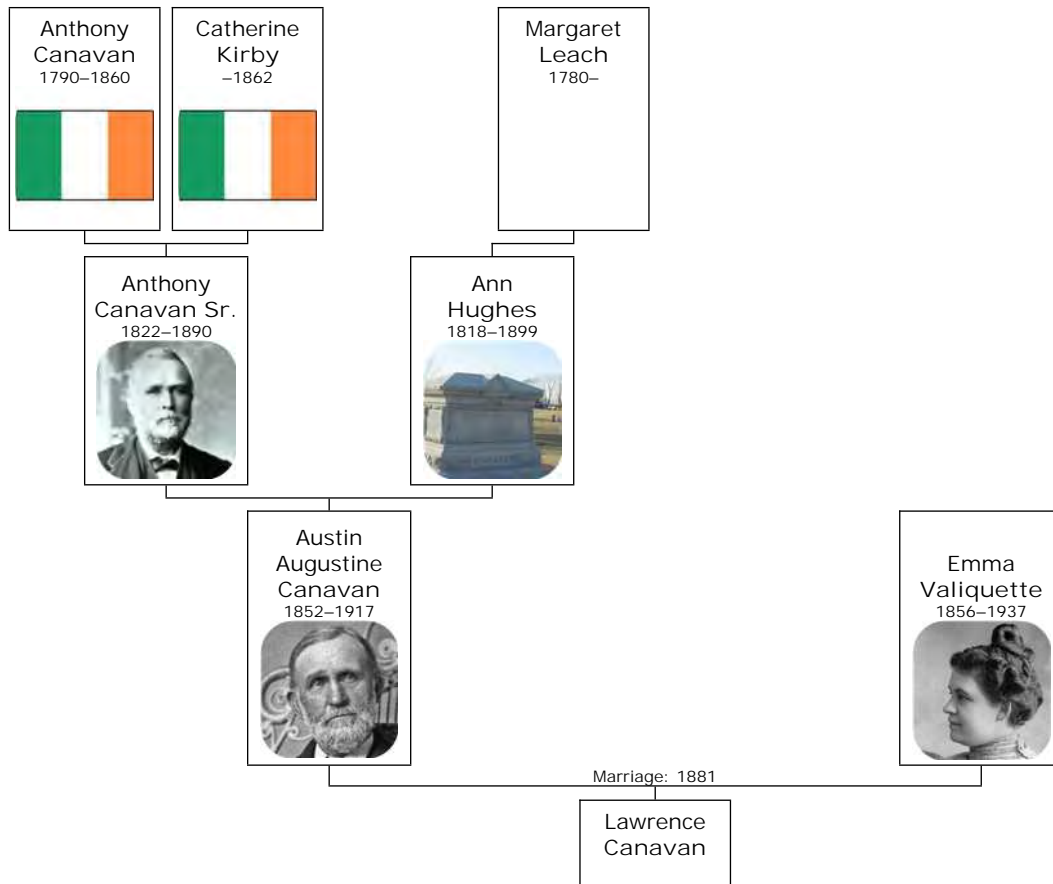 Anthony
Canavan
1790–1860
Catherine
Kirby
–1862
Margaret
Leach
1780–
Anthony
Canavan Sr.
1822–1890
Ann
Hughes
1818–1899
Austin
Augustine
Canavan
1852–1917
Emma
Valiquette
1856–1937
Marriage: 1881
Lawrence
Canavan